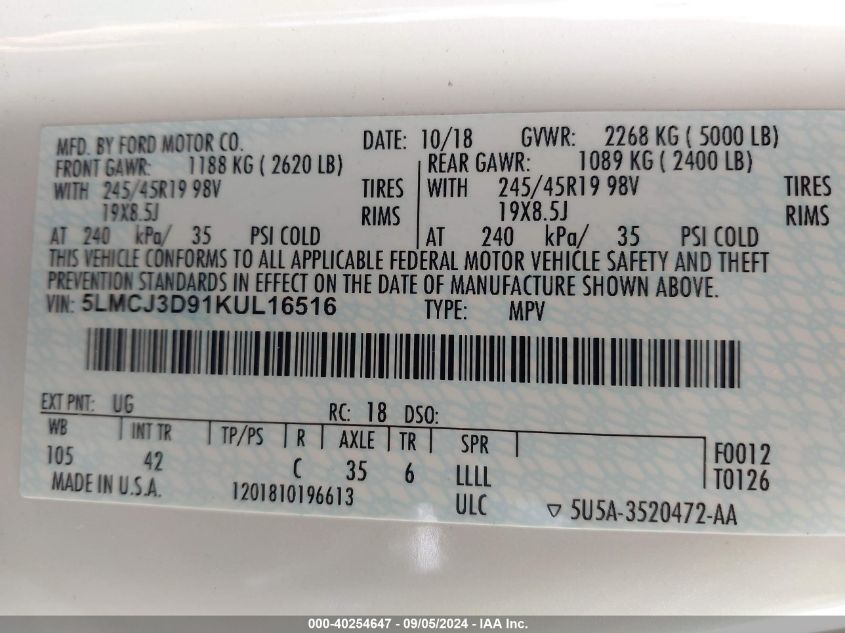 MFD. BY FORD MOTOR CO. DATE: 10/18 GVWR: 2268 KG ( 5000 LB)
FRONT GAWR: 1188 KG ( 2620 LB) REAR GAWR: 1089 KG ( 2400 LB)
WITH 245/45R19 98V TIRES WITH 245/45R19 98V TIRES
19X8.5J RIMS 19X8.5J RIMS
AT 240 kPa/ 35 PSI COLD AT 240 kPa/ 35 PSI COLD
THIS VEHICLE CONFORMS TO ALL APPLICABLE FEDERAL MOTOR VEHICLE SAFETY AND THEFT
PREVENTION STANDARDS IN EFFECT ON THE DATE OF MANUFACTURE SHOWN ABOVE.
VIN: 5LMCJ3D91KUL16516 TYPE: MPV
EXT PNT: UG RC: 18 DSO:
WB INT TR TP/PS R AXLE TR SPR F0012
105 42 C 35 6 LLLL T0126
MADE IN U.S.A. 1201810196613 ULC ▽ 5U5A-3520472-AA
000-40254647 - 09/05/2024 - IAA Inc.